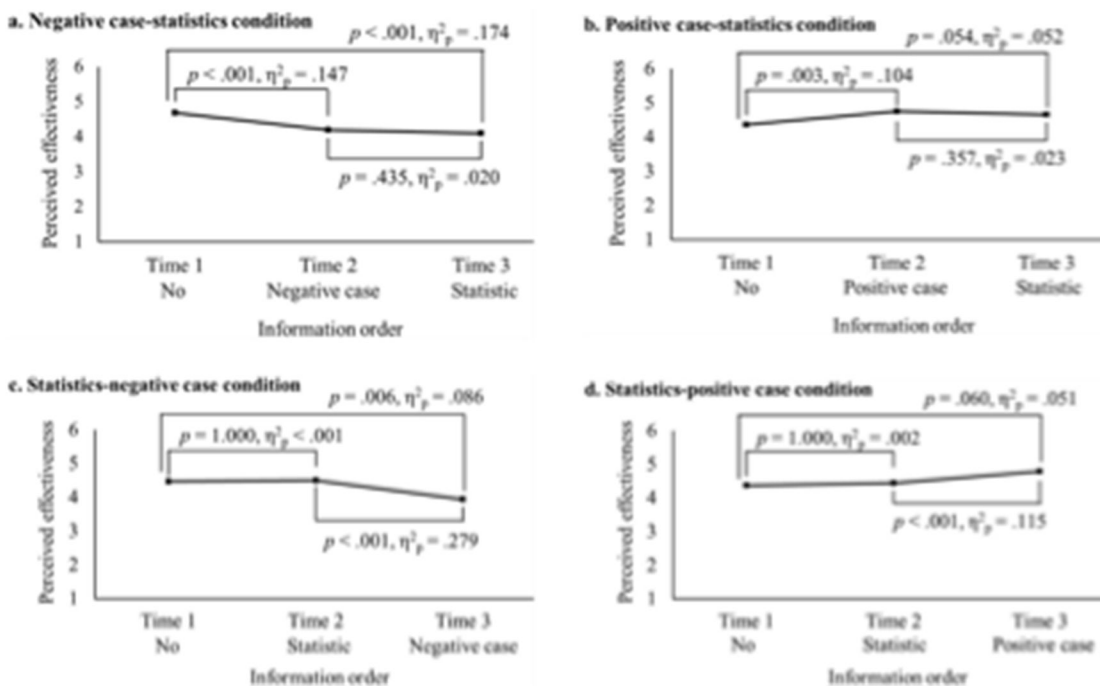 a. Negative case-statistics condition
p < .001, η²p = .174
p < .001, η²p = .147
p = .435, η²p = .020
Perceived effectiveness
6
5
4
3
2
1
Time 1 Time 2 Time 3
No Negative case Statistic
Information order
b. Positive case-statistics condition
p = .054, η²p = .052
p = .003, η²p = .104
p = .357, η²p = .023
Perceived effectiveness
6
5
4
3
2
1
Time 1 Time 2 Time 3
No Positive case Statistic
Information order
c. Statistics-negative case condition
p = .006, η²p = .086
p = 1.000, η²p < .001
p < .001, η²p = .279
Perceived effectiveness
6
5
4
3
2
1
Time 1 Time 2 Time 3
No Statistic Negative case
Information order
d. Statistics-positive case condition
p = .060, η²p = .051
p = 1.000, η²p = .002
p < .001, η²p = .115
Perceived effectiveness
6
5
4
3
2
1
Time 1 Time 2 Time 3
No Statistic Positive case
Information order